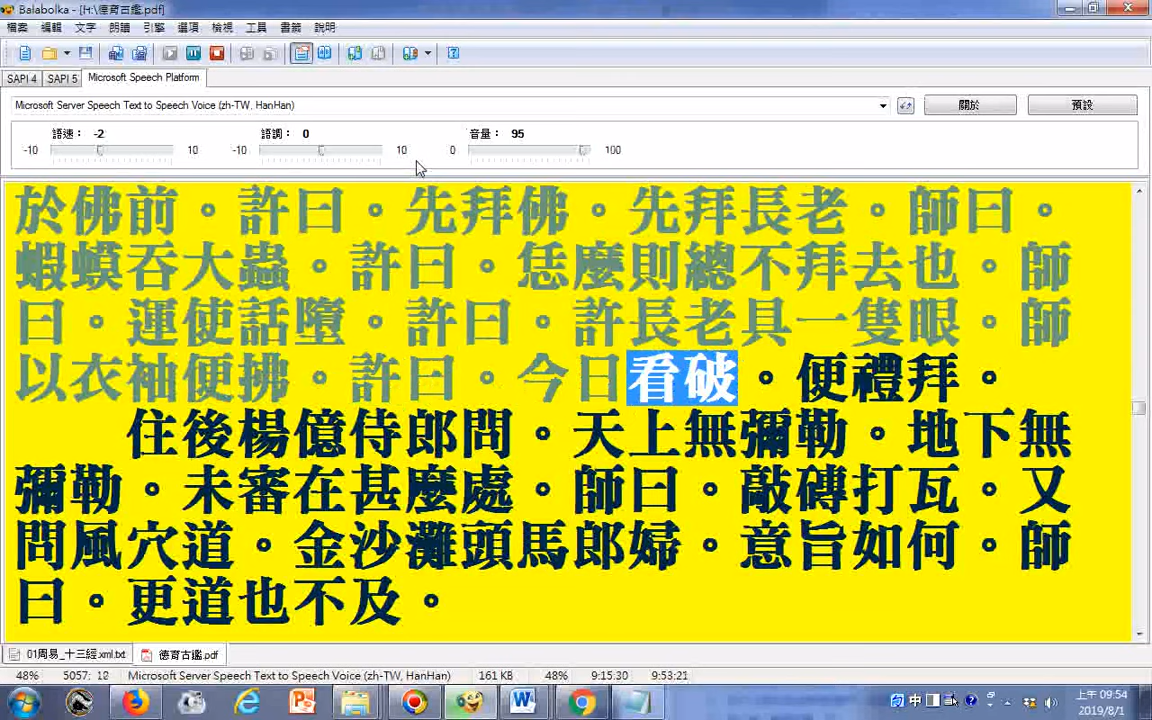 Balabolka - [H:\德育古鑑.pdf]
檔案 編輯 文字 朗讀 引擎 選項 檢視 工具 書籤 說明
SAPI 4 SAPI 5 Microsoft Speech Platform
Microsoft Server Speech Text to Speech Voice (zh-TW, HanHan) 關於 預設
語速： -2 語調： 0 音量： 95
-10 10 -10 10 0 100
於佛前。許曰。先拜佛。先拜長老。師曰。
蝦蟆吞大蟲。許曰。恁麼則總不拜去也。師
曰。運使話墮。許曰。許長老具一隻眼。師
以衣袖便拂。許曰。今日看破。便禮拜。
住後楊億侍郎問。天上無彌勒。地下無
彌勒。未審在甚麼處。師曰。敲磚打瓦。又
問風穴道。金沙灘頭馬郎婦。意旨如何。師
曰。更道也不及。
01周易_十三經.xml.txt 德育古鑑.pdf
48% 5057: 18 Microsoft Server Speech Text to Speech Voice (zh-TW, HanHan) 161 KB 48% 9:15:30 9:53:21
中 上午 09:54
2019/8/1